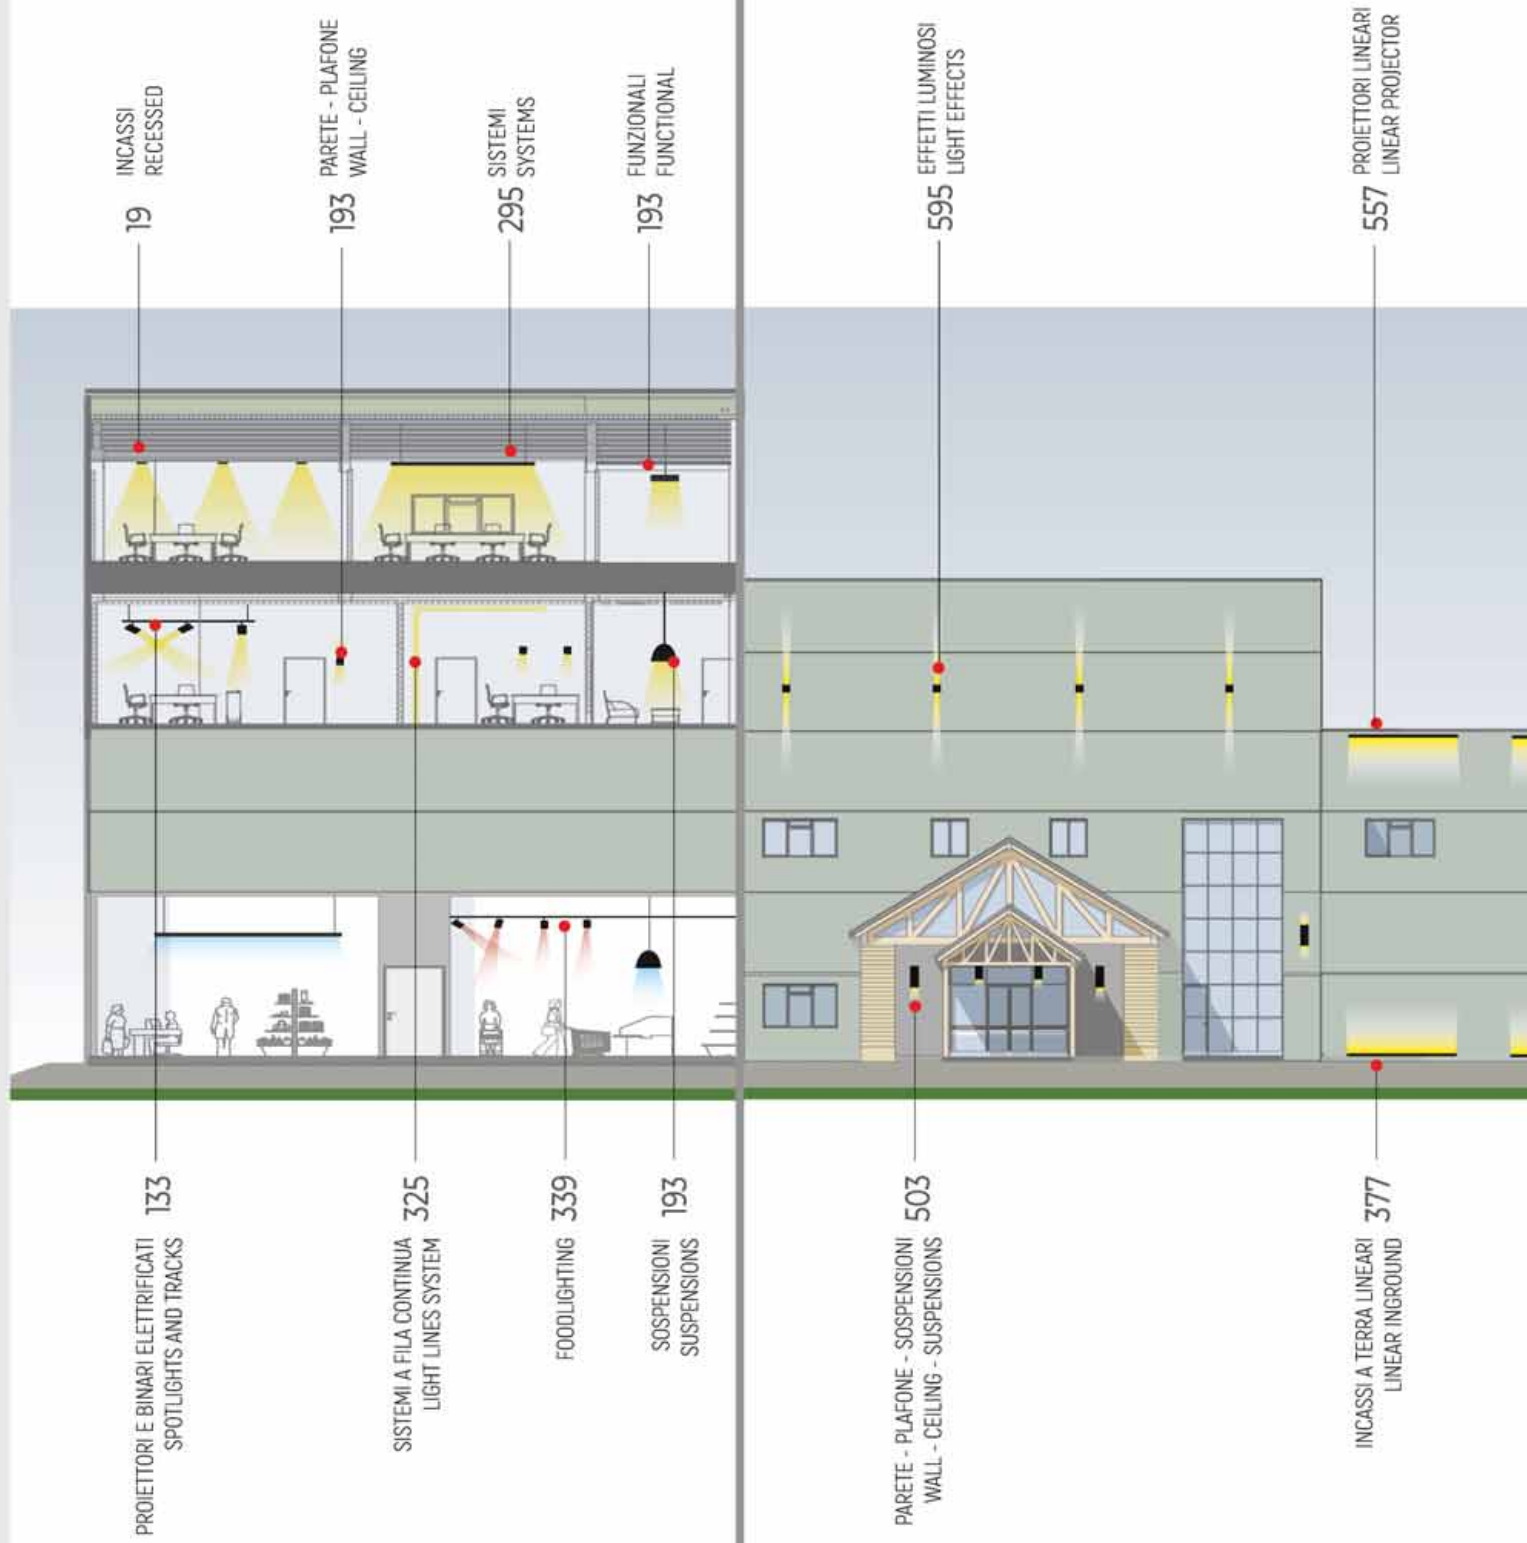 19
INCASSI
RECESSED
193
PARETE - PLAFONE
WALL - CEILING
295
SISTEMI
SYSTEMS
193
FUNZIONALI
FUNCTIONAL
595
EFFETTI LUMINOSI
LIGHT EFFECTS
557
PROIETTORI LINEARI
LINEAR PROJECTOR
PROIETTORI E BINARI ELETTRIFICATI
SPOTLIGHTS AND TRACKS
133
SISTEMI A FILA CONTINUA
LIGHT LINES SYSTEM
325
FOODLIGHTING
339
SOSPENSIONI
SUSPENSIONS
193
PARETE - PLAFONE - SOSPENSIONI
WALL - CEILING - SUSPENSIONS
503
INCASSI A TERRA LINEARI
LINEAR INGROUND
377